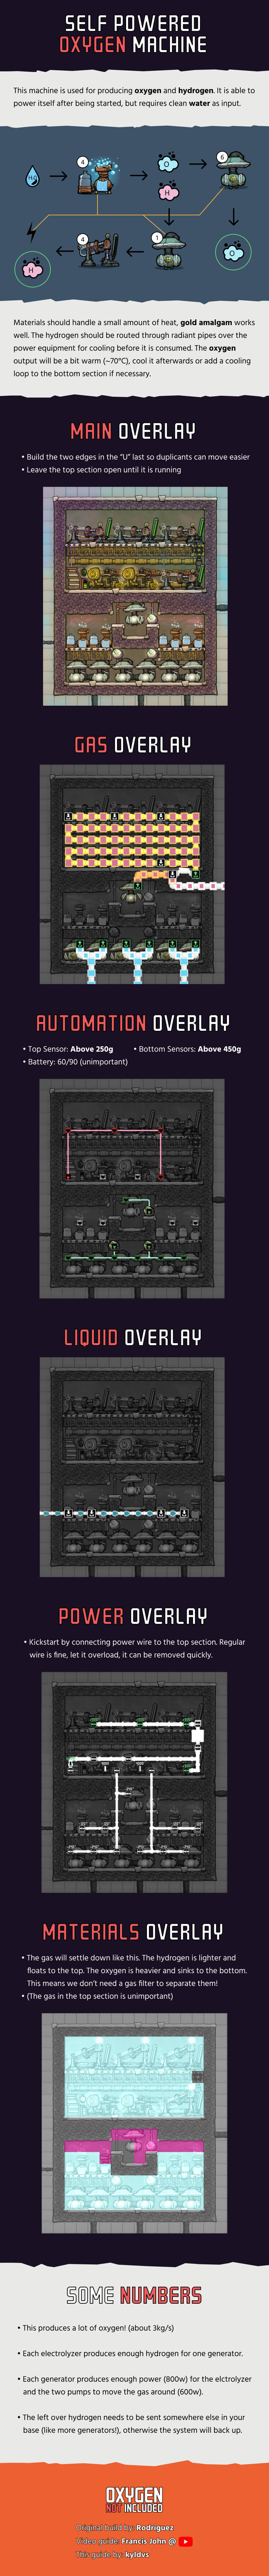 SELF POWERED
OXYGEN MACHINE
This machine is used for producing oxygen and hydrogen. It is able to
power itself after being started, but requires clean water as input.
4
O
6
H
4
1
H
O
Materials should handle a small amount of heat, gold amalgam works
well. The hydrogen should be routed through radiant pipes over the
power equipment for cooling before it is consumed. The oxygen
output will be a bit warm (~70°C), cool it afterwards or add a cooling
loop to the bottom section if necessary.
MAIN OVERLAY
• Build the two edges in the “U” last so duplicants can move easier
• Leave the top section open until it is running
GAS OVERLAY
AUTOMATION OVERLAY
• Top Sensor: Above 250g
• Bottom Sensors: Above 450g
• Battery: 60/90 (unimportant)
LIQUID OVERLAY
POWER OVERLAY
• Kickstart by connecting power wire to the top section. Regular
wire is fine, let it overload, it can be removed quickly.
MATERIALS OVERLAY
• The gas will settle down like this. The hydrogen is lighter and
floats to the top. The oxygen is heavier and sinks to the bottom.
This means we don’t need a gas filter to separate them!
• (The gas in the top section is unimportant)
SOME NUMBERS
• This produces a lot of oxygen! (about 3kg/s)
• Each electrolyzer produces enough hydrogen for one generator.
• Each generator produces enough power (800w) for the elctrolyzer
and the two pumps to move the gas around (600w).
• The left over hydrogen needs to be sent somewhere else in your
base (like more generators!), otherwise the system will back up.
OXYGEN
NOT INCLUDED
Original build by: Rodriguez
Video guide: Francis John @
This guide by: kyldvs